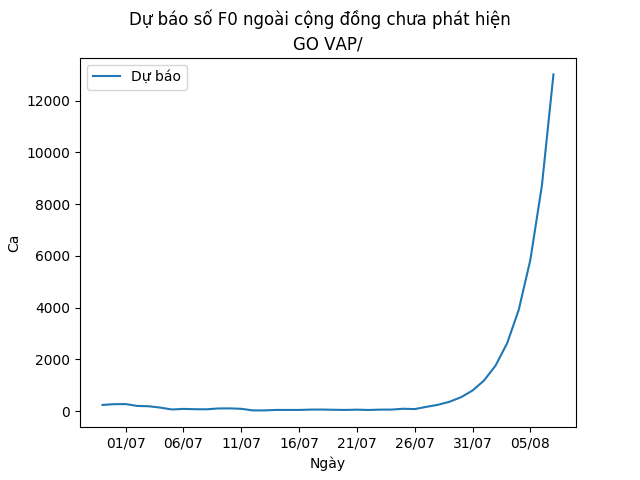 Dự báo số F0 ngoài cộng đồng chưa phát hiện
GO VAP/
Dự báo
12000
10000
8000
6000
4000
2000
0
Ca
01/07 06/07 11/07 16/07 21/07 26/07 31/07 05/08
Ngày